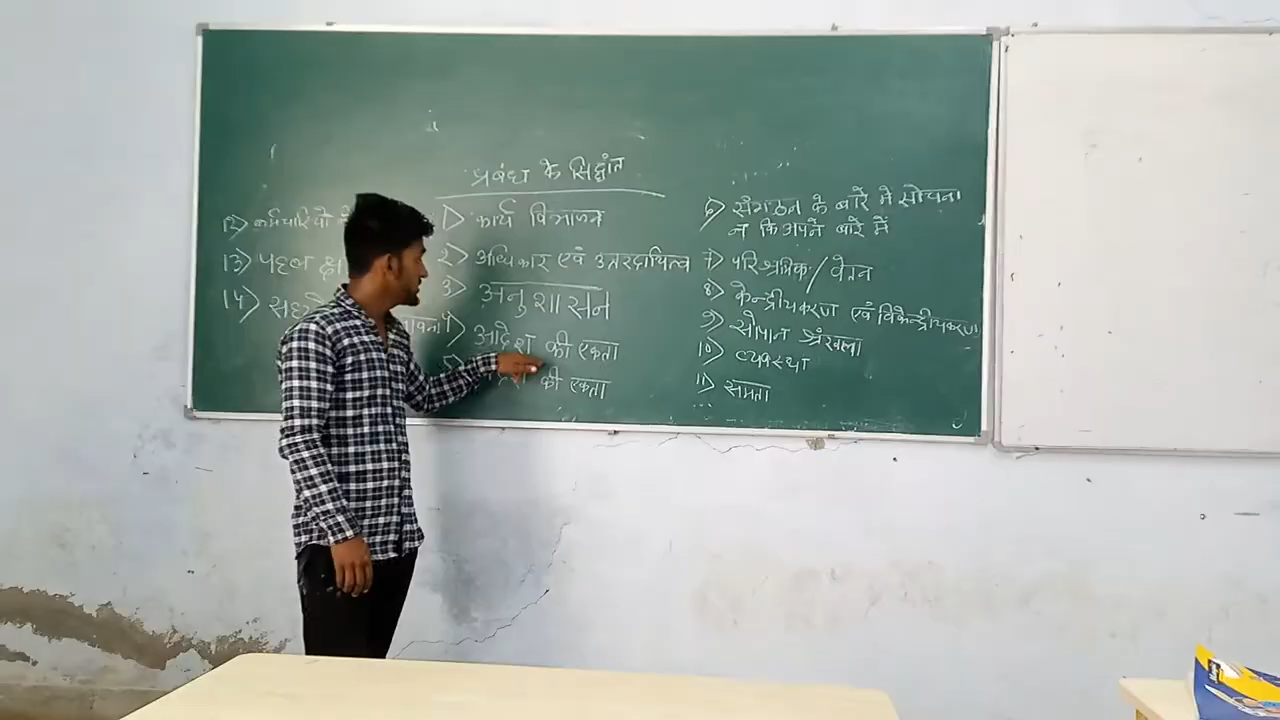 प्रबंध के सिद्धांत
1> कार्य विभाजन
2> अधिकार एवं उत्तरदायित्व
3> अनुशासन
4> आदेश की एकता
5> की एकता
6> संगठन के बारे में सोचना
न कि अपने बारे में
7> परिश्रमिक/वेतन
8> केन्द्रीयकरण एवं विकेन्द्रीयकरण
9> सोपान श्रंखला
10> व्यवस्था
11> समता
12> कर्मचारियो
13> पहल
14>